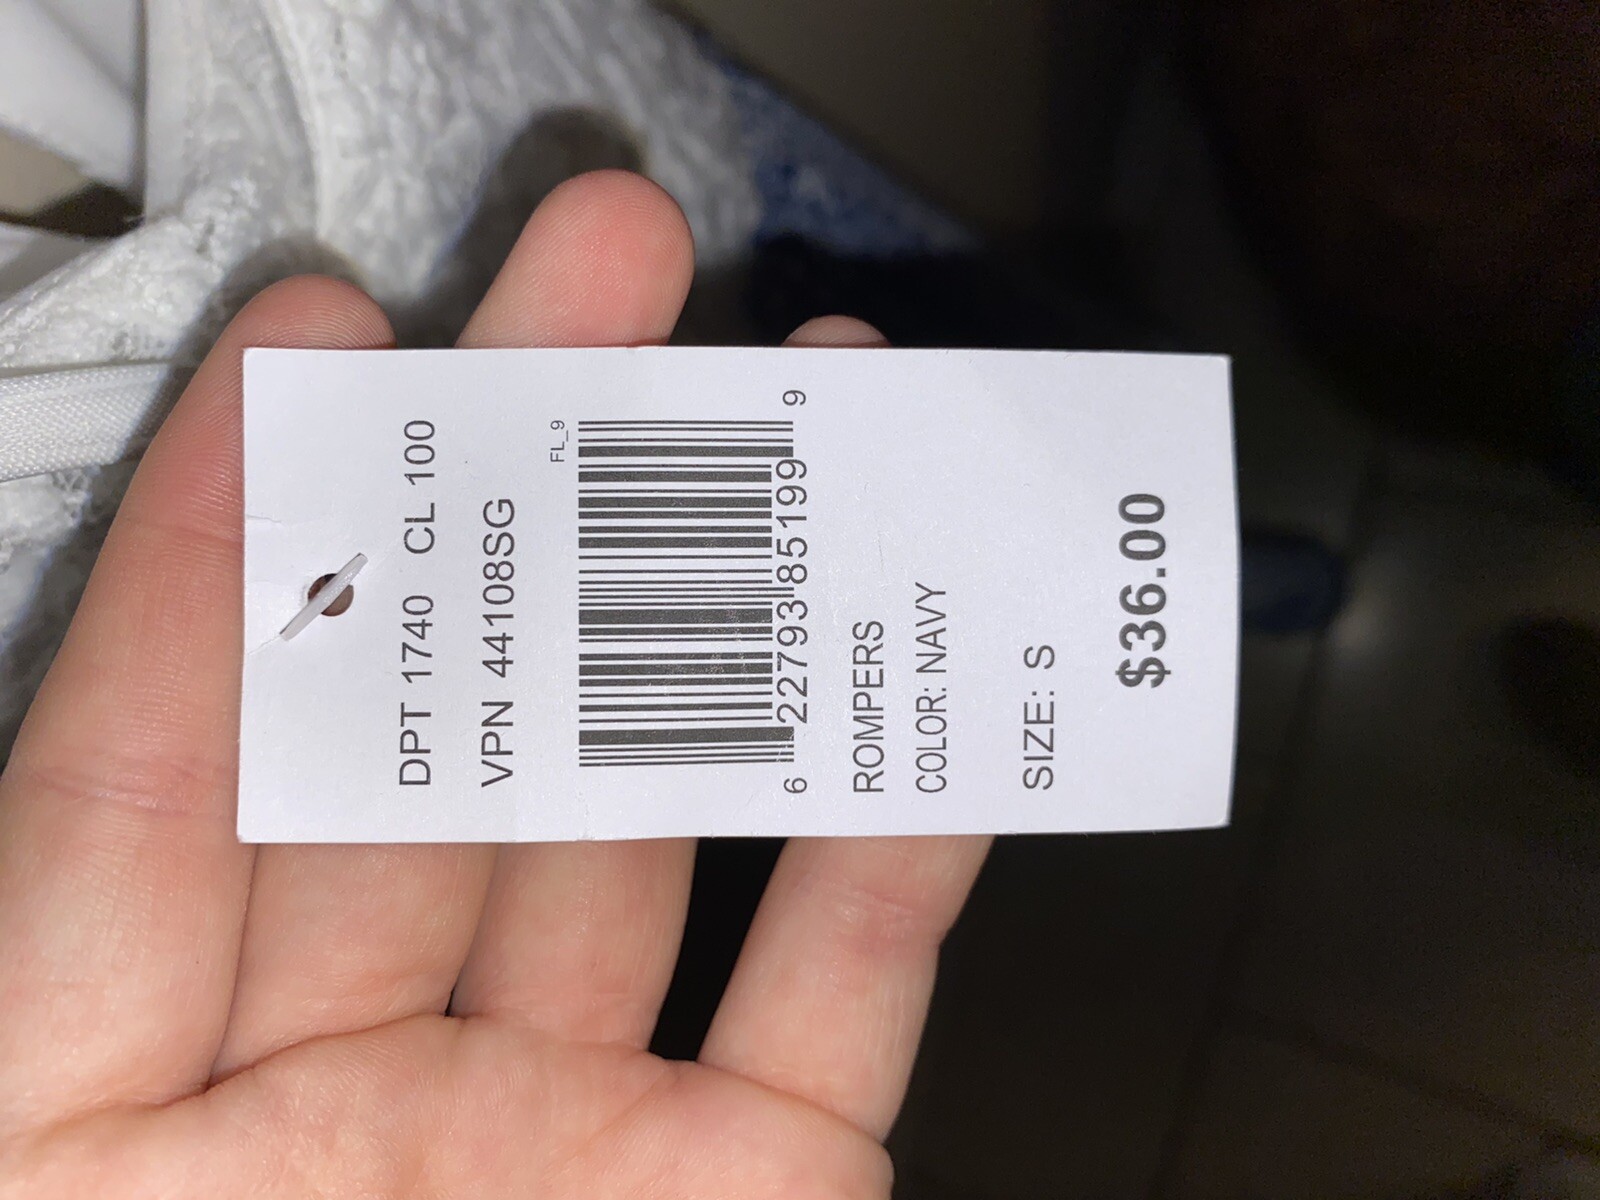 DPT 1740 CL 100
VPN 44108SG
FL_9
6 22793 85199 9
ROMPERS
COLOR: NAVY
SIZE: S
$36.00